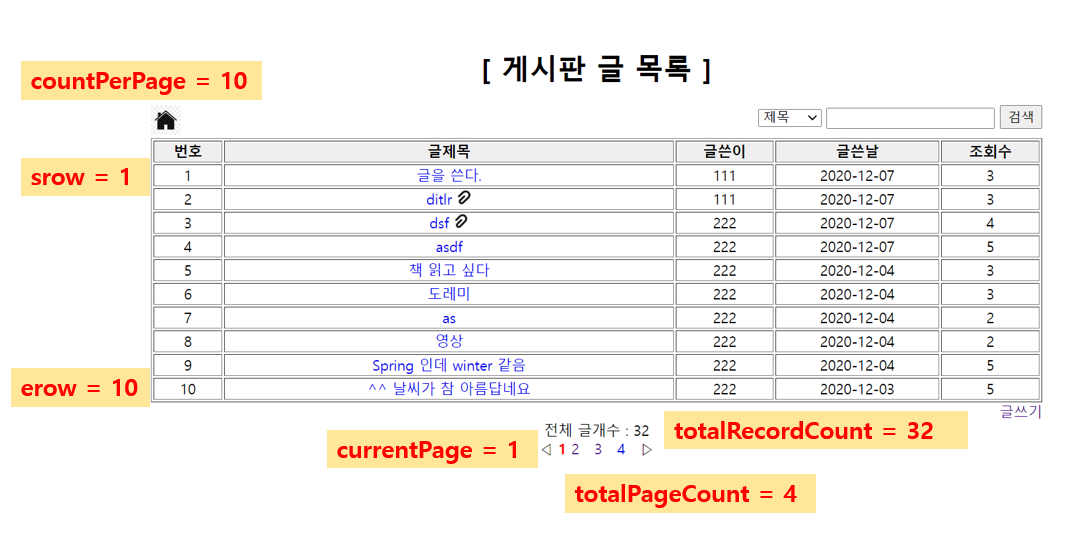 [ 게시판 글 목록 ]
countPerPage = 10
제목 검색
번호 글제목 글쓴이 글쓴날 조회수
srow = 1
1 글을 쓴다. 111 2020-12-07 3
2 ditlr 111 2020-12-07 3
3 dsf 222 2020-12-07 4
4 asdf 222 2020-12-07 5
5 책 읽고 싶다 222 2020-12-04 3
6 도레미 222 2020-12-04 3
7 as 222 2020-12-04 2
8 영상 222 2020-12-04 2
9 Spring 인데 winter 같음 222 2020-12-04 5
erow = 10
10 ^^ 날씨가 참 아름답네요 222 2020-12-03 5
글쓰기
전체 글개수 : 32
totalRecordCount = 32
currentPage = 1
◁ 1 2 3 4 ▷
totalPageCount = 4